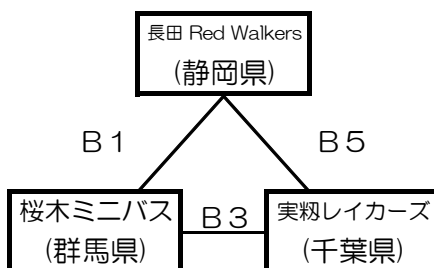 長田 Red Walkers
(静岡県)
B1
B5
桜木ミニバス
(群馬県)
B3
実籾レイカーズ
(千葉県)